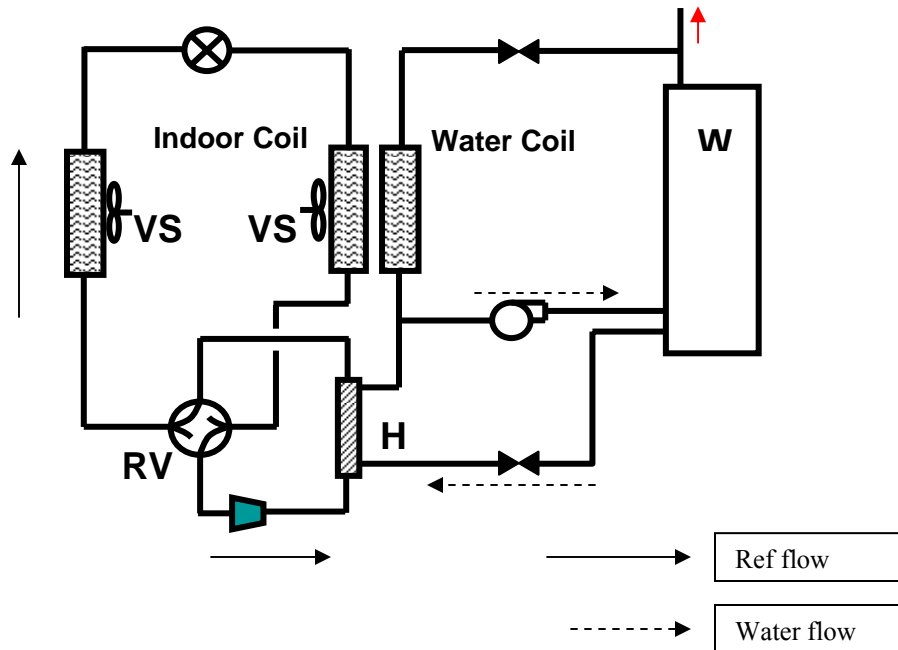 Indoor Coil
Water Coil
W
VS
VS
H
RV
Ref flow
Water flow